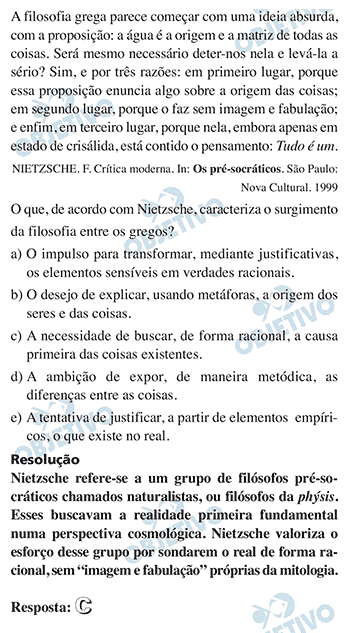 A filosofia grega parece começar com uma ideia absurda,
com a proposição: a água é a origem e a matriz de todas as
coisas. Será mesmo necessário deter-nos nela e levá-la a
sério? Sim, e por três razões: em primeiro lugar, porque
essa proposição enuncia algo sobre a origem das coisas;
em segundo lugar, porque o faz sem imagem e fabulação;
e enfim, em terceiro lugar, porque nela, embora apenas em
estado de crisálida, está contido o pensamento: Tudo é um.
NIETZSCHE. F. Crítica moderna. In: Os pré-socráticos. São Paulo:
Nova Cultural. 1999
O que, de acordo com Nietzsche, caracteriza o surgimento
da filosofia entre os gregos?
a) O impulso para transformar, mediante justificativas,
os elementos sensíveis em verdades racionais.
b) O desejo de explicar, usando metáforas, a origem dos
seres e das coisas.
c) A necessidade de buscar, de forma racional, a causa
primeira das coisas existentes.
d) A ambição de expor, de maneira metódica, as
diferenças entre as coisas.
e) A tentativa de justificar, a partir de elementos empíri-
cos, o que existe no real.
Resolução
Nietzsche refere-se a um grupo de filósofos pré-so-
cráticos chamados naturalistas, ou filósofos da phýsis.
Esses buscavam a realidade primeira fundamental
numa perspectiva cosmológica. Nietzsche valoriza o
esforço desse grupo por sondarem o real de forma ra-
cional, sem “imagem e fabulação” próprias da mitologia.
Resposta: C
OBJETIVO
OBJETIVO
OBJETIVO
OBJETIVO
OBJETIVO
OBJETIVO
OBJETIVO
OBJETIVO